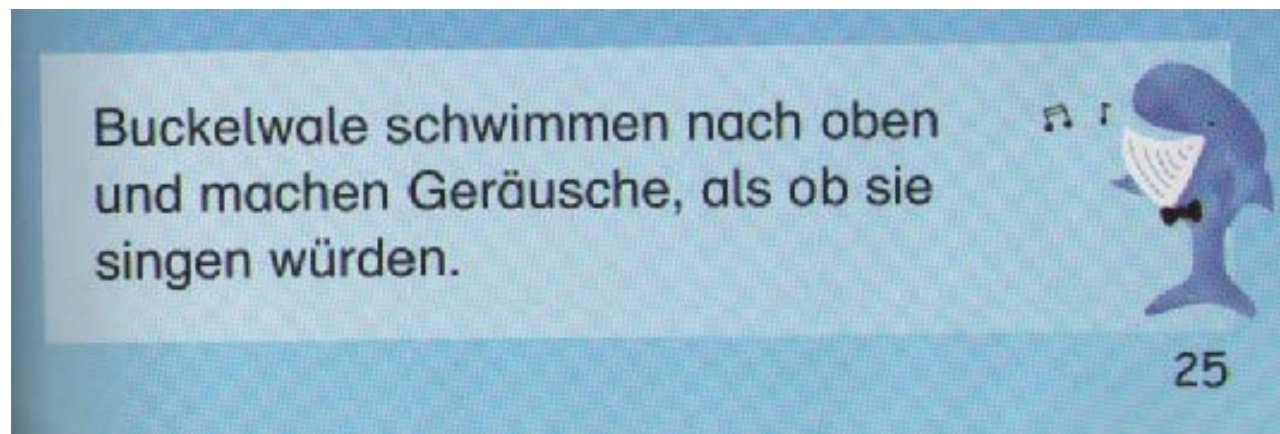 Buckelwale schwimmen nach oben
und machen Geräusche, als ob sie
singen würden.
25